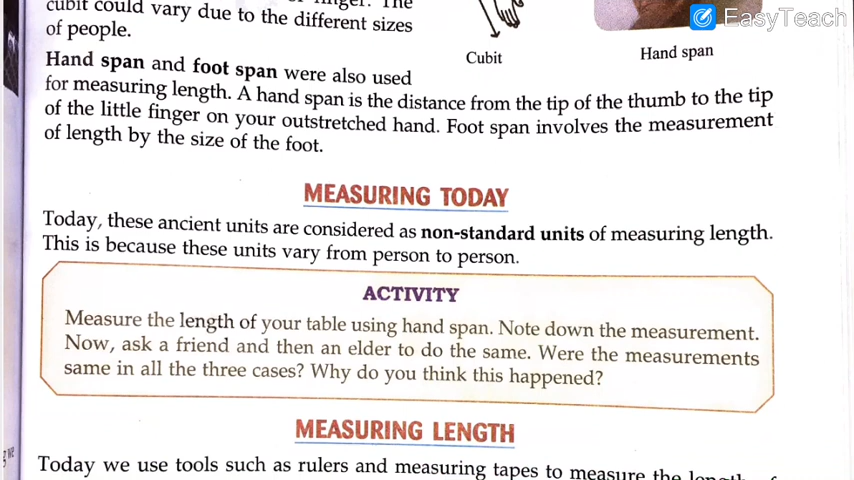 cubit could vary due to the different sizes
of people.
Hand span and foot span were also used
for measuring length. A hand span is the distance from the tip of the thumb to the tip
of the little finger on your outstretched hand. Foot span involves the measurement
of length by the size of the foot.
Cubit
Hand span
EasyTeach
MEASURING TODAY
Today, these ancient units are considered as non-standard units of measuring length.
This is because these units vary from person to person.
ACTIVITY
Measure the length of your table using hand span. Note down the measurement.
Now, ask a friend and then an elder to do the same. Were the measurements
same in all the three cases? Why do you think this happened?
MEASURING LENGTH
Today we use tools such as rulers and measuring tapes to measure the length of